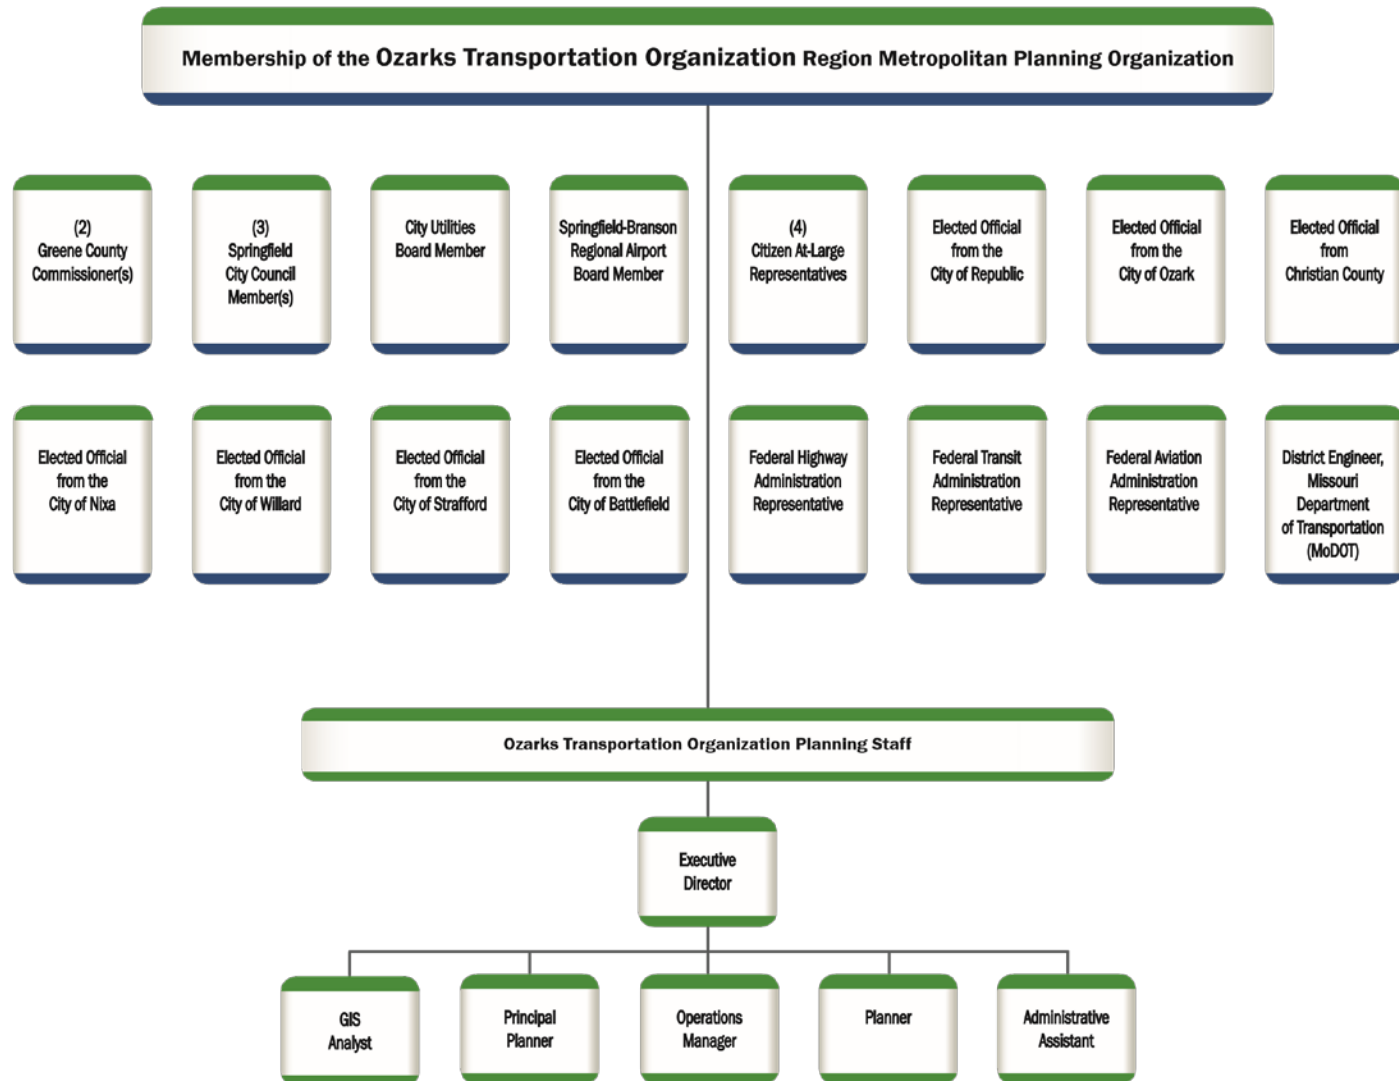 Membership of the Ozarks Transportation Organization Region Metropolitan Planning Organization
(2)
Greene County
Commissioner(s)
(3)
Springfield
City Council
Member(s)
City Utilities
Board Member
Springfield-Branson
Regional Airport
Board Member
(4)
Citizen At-Large
Representatives
Elected Official
from the
City of Republic
Elected Official
from the
City of Ozark
Elected Official
from
Christian County
Elected Official
from the
City of Nixa
Elected Official
from the
City of Willard
Elected Official
from the
City of Strafford
Elected Official
from the
City of Battlefield
Federal Highway
Administration
Representative
Federal Transit
Administration
Representative
Federal Aviation
Administration
Representative
District Engineer,
Missouri
Department
of Transportation
(MoDOT)
Ozarks Transportation Organization Planning Staff
Executive
Director
GIS
Analyst
Principal
Planner
Operations
Manager
Planner
Administrative
Assistant